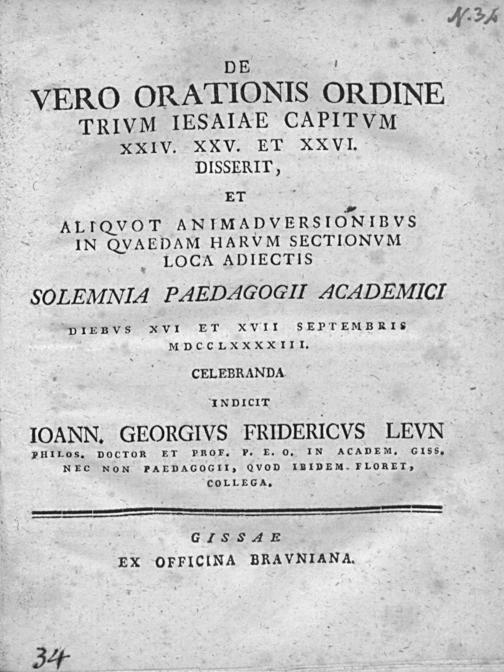 N. 34
DE
VERO ORATIONIS ORDINE
TRIVM IESAIAE CAPITVM
XXIV. XXV. ET XXVI.
DISSERIT,
ET
ALIQVOT ANIMADVERSIONIBVS
IN QVAEDAM HARVM SECTIONVM
LOCA ADIECTIS
SOLEMNIA PAEDAGOGII ACADEMICI
DIEBVS XVI ET XVII SEPTEMBRIS
MDCCLXXXXIII.
CELEBRANDA
INDICIT
IOANN. GEORGIVS FRIDERICVS LEVN
PHILOS. DOCTOR ET PROF. P. E. O. IN ACADEM. GISS.
NEC NON PAEDAGOGII, QVOD IBIDEM FLORET,
COLLEGA.
GISSAE
EX OFFICINA BRAVNIANA.
34